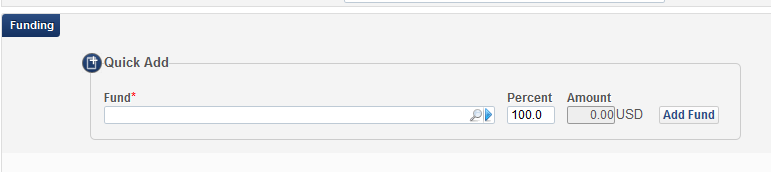 Funding
Quick Add
Fund* Percent Amount
100.0 0.00 USD Add Fund